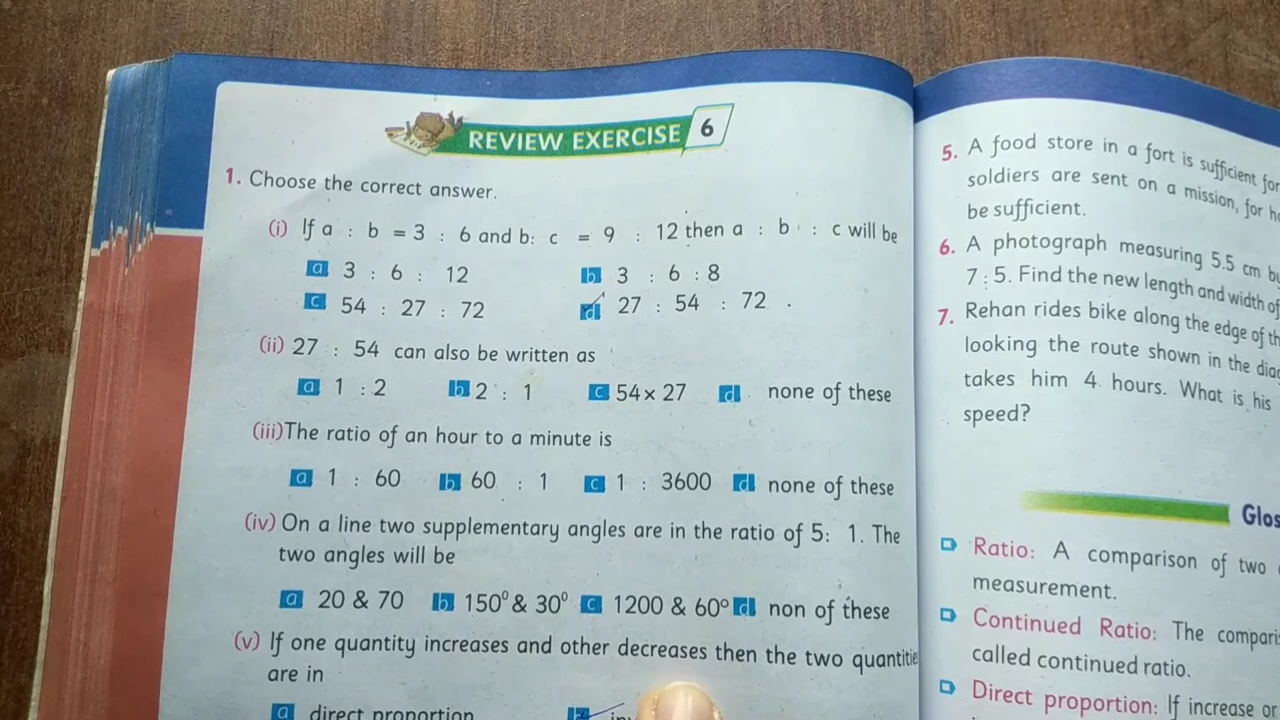 REVIEW EXERCISE 6
1. Choose the correct answer.
(i) If a : b = 3 : 6 and b: c = 9 : 12 then a : b : c will be
a 3 : 6 : 12 b 3 : 6 : 8
c 54 : 27 : 72 d 27 : 54 : 72 .
(ii) 27 : 54 can also be written as
a 1 : 2 b 2 : 1 c 54 x 27 d none of these
(iii) The ratio of an hour to a minute is
a 1 : 60 b 60 : 1 c 1 : 3600 d none of these
(iv) On a line two supplementary angles are in the ratio of 5: 1. The
two angles will be
a 20 & 70 b 150⁰ & 30⁰ c 1200 & 60⁰ d non of these
(v) If one quantity increases and other decreases then the two
are in
a direct proportion b
5. A food store in a fort is sufficient for
soldiers are sent on a mission, for
be sufficient.
6. A photograph measuring 5.5 cm
7 : 5. Find the new length and width of
7. Rehan rides bike along the edge of
looking the route shown in the
takes him 4 hours. What is his
speed?
Ratio: A comparison of two
measurement.
Continued Ratio: The
called continued ratio.
Direct proportion: If increase or